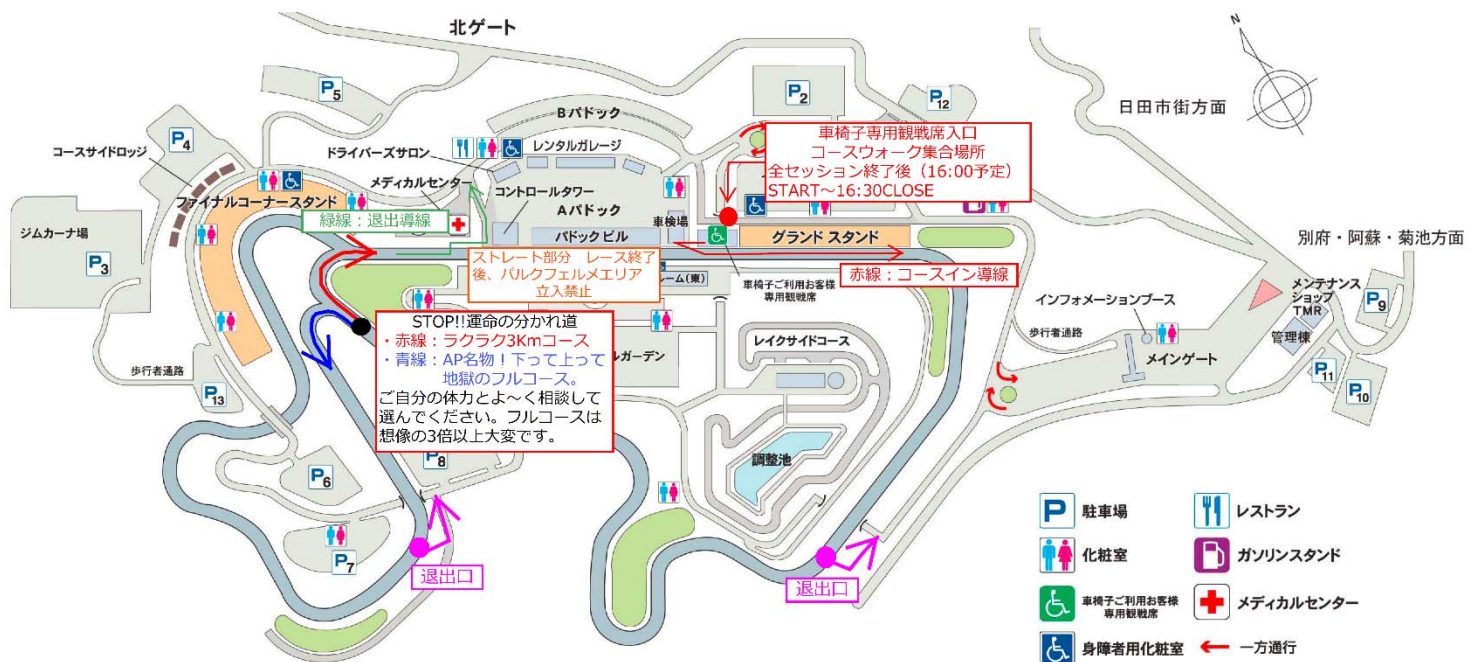 北ゲート
N
P5
P2
P12
日田市街方面
Bパドック
コースサイドロッジ
P4
ドライバーズサロン
レンタルガレージ
車椅子専用観戦席入口
コースウォーク集合場所
全セッション終了後(16:00予定)
START~16:30CLOSE
メディカルセンター
コントロールタワー
ファイナルコーナースタンド
Aパドック
緑線:退出導線
車検場
ジムカーナ場
パドックビル
グランドスタンド
別府・阿蘇・菊池方面
P3
ストレート部分 レース終了
後、パルクフェルメエリア
立入禁止
ルーム(東)
車椅子ご利用お客様
専用観戦席
赤線:コースイン導線
メンテナンス
ショップ
TMR
P9
インフォメーションブース
STOP!!運命の分かれ道
・赤線:ラクラク3Kmコース
・青線:AP名物!下って上って
地獄のフルコース。
ご自分の体力とよ~く相談して
選んでください。フルコースは
想像の3倍以上大変です。
ルガーデン
レイクサイドコース
歩行者通路
メインゲート
管理棟
歩行者通路
P11
P13
P10
P8
P6
調整池
P7
退出口
退出口
P 駐車場
レストラン
化粧室
ガソリンスタンド
車椅子ご利用お客様
専用観戦席
メディカルセンター
身障者用化粧室
一方通行